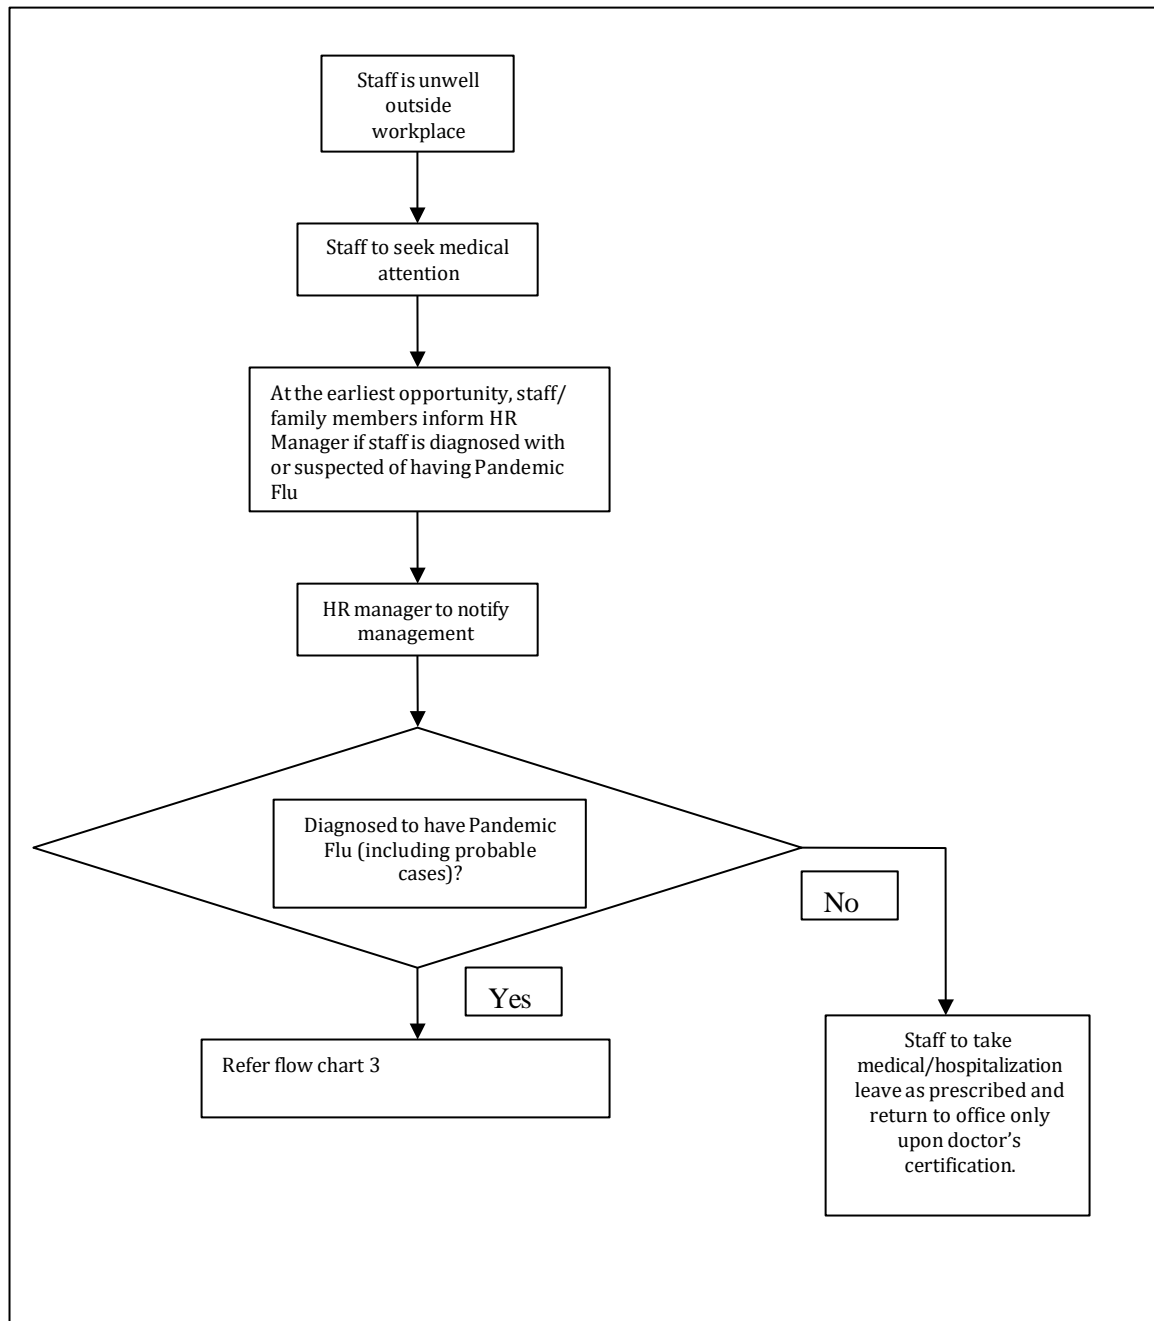 Staff is unwell
outside
workplace
Staff to seek medical
attention
At the earliest opportunity, staff/
family members inform HR
Manager if staff is diagnosed with
or suspected of having Pandemic
Flu
HR manager to notify
management
Diagnosed to have Pandemic
Flu (including probable
cases)?
No
Yes
Refer flow chart 3
Staff to take
medical/hospitalization
leave as prescribed and
return to office only
upon doctor’s
certification.